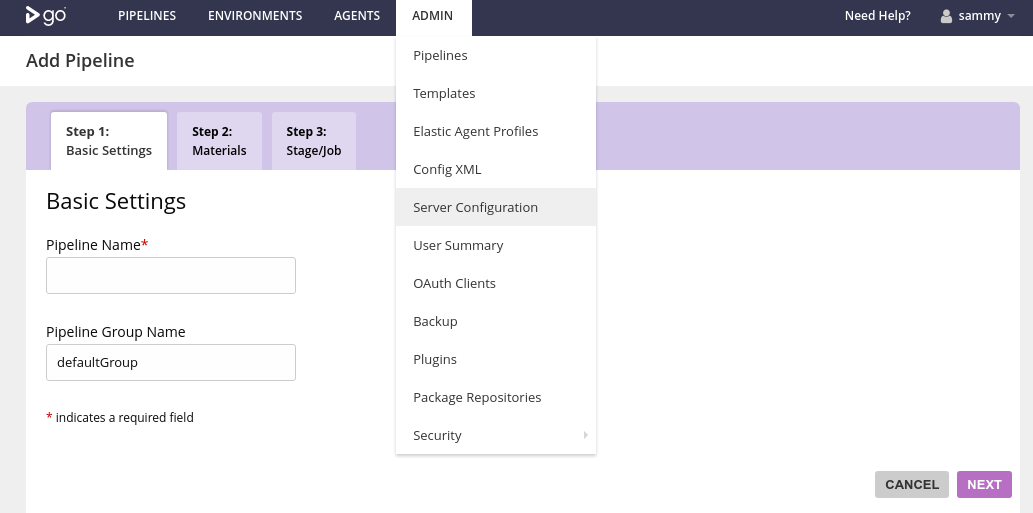 go PIPELINES ENVIRONMENTS AGENTS ADMIN Need Help? sammy
Add Pipeline
Step 1:
Basic Settings
Step 2:
Materials
Step 3:
Stage/Job
Basic Settings
Pipeline Name*
Pipeline Group Name
defaultGroup
* indicates a required field
Pipelines
Templates
Elastic Agent Profiles
Config XML
Server Configuration
User Summary
OAuth Clients
Backup
Plugins
Package Repositories
Security
CANCEL NEXT